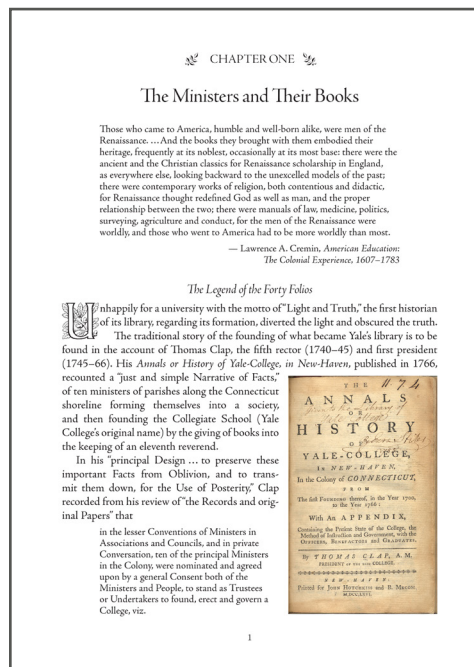 CHAPTER ONE
The Ministers and Their Books
Those who came to America, humble and well-born alike, were men of the
Renaissance. …And the books they brought with them embodied their
heritage, frequently at its noblest, occasionally at its most base: there were the
ancient and the Christian classics for Renaissance scholarship in England,
as everywhere else, looking backward to the unexcelled models of the past;
there were contemporary works of religion, both contentious and didactic,
for Renaissance thought redefined God as well as man, and the proper
relationship between the two; there were manuals of law, medicine, politics,
surveying, agriculture and conduct, for the men of the Renaissance were
worldly, and those who went to America had to be more worldly than most.
— Lawrence A. Cremin, American Education:
The Colonial Experience, 1607–1783
The Legend of the Forty Folios
Unhappily for a university with the motto of “Light and Truth,” the first historian
of its library, regarding its formation, diverted the light and obscured the truth.
The traditional story of the founding of what became Yale’s library is to be
found in the account of Thomas Clap, the fifth rector (1740–45) and first president
(1745–66). His Annals or History of Yale-College, in New-Haven, published in 1766,
recounted a “just and simple Narrative of Facts,”
of ten ministers of parishes along the Connecticut
shoreline forming themselves into a society,
and then founding the Collegiate School (Yale
College’s original name) by the giving of books into
the keeping of an eleventh reverend.
In his “principal Design … to preserve these
important Facts from Oblivion, and to trans-
mit them down, for the Use of Posterity,” Clap
recorded from his review of “the Records and orig-
inal Papers” that
in the lesser Conventions of Ministers in
Associations and Councils, and in private
Conversation, ten of the principal Ministers
in the Colony, were nominated and agreed
upon by a general Consent both of the
Ministers and People, to stand as Trustees
or Undertakers to found, erect and govern a
College, viz.
THE
ANNALS
OR
HISTORY
OF
YALE-COLLEGE,
In NEW-HAVEN,
In the Colony of CONNECTICUT,
FROM
The first FOUNDING thereof, in the Year 1700,
to the Year 1766:
With An APPENDIX,
Containing the Present State of the College, the
Method of Instruction and Government, with the
OFFICERS, BENEFACTORS and GRADUATES.
By THOMAS CLAP, A. M.
PRESIDENT of the said COLLEGE.
NEW-HAVEN:
Printed for JOHN HOTCHKISS and B. MECOM.
M,DCC,LXVI.
1